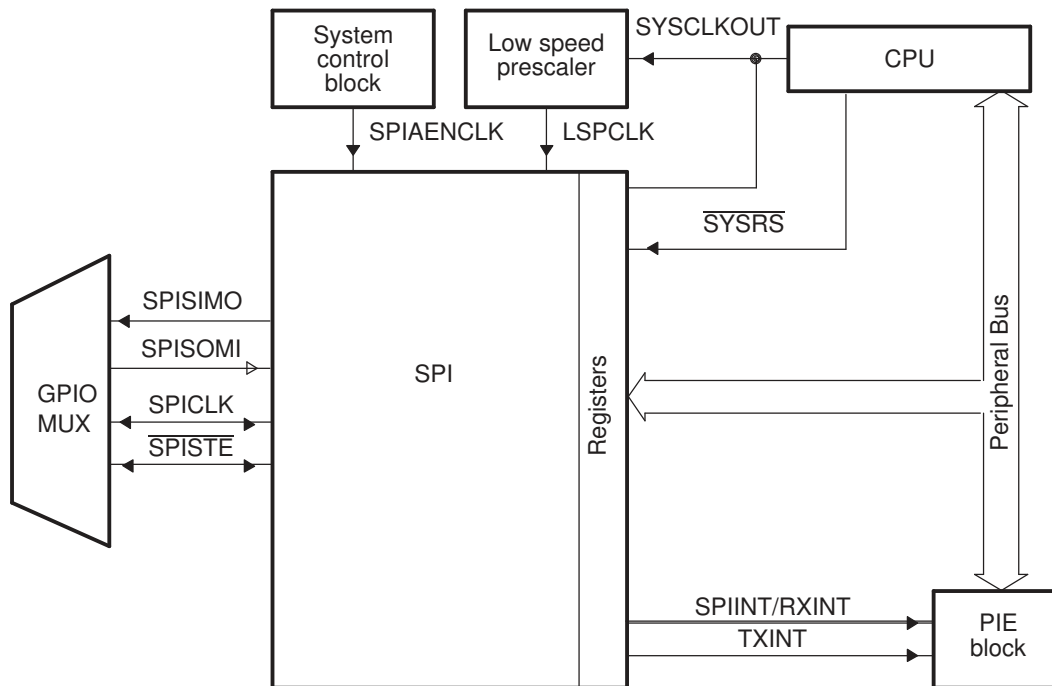 System
control
block
Low speed
prescaler
SYSCLKOUT
CPU
SPIAENCLK
LSPCLK
SYSRS
SPISIMO
SPISOMI
SPICLK
SPISTE
GPIO
MUX
SPI
Registers
Peripheral Bus
SPIINT/RXINT
TXINT
PIE
block